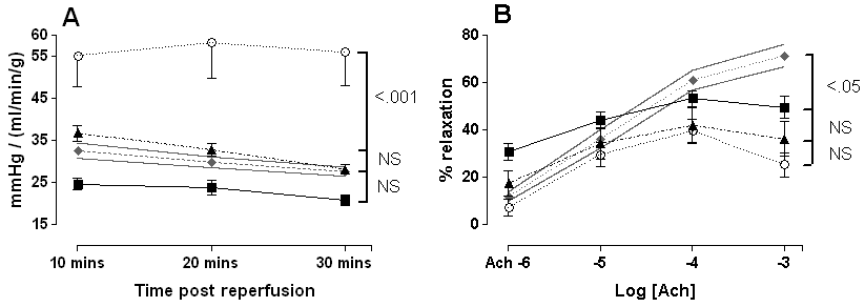 A
mmHg / (ml/min/g)
60
55
45
35
25
15
10 mins
20 mins
30 mins
Time post reperfusion
<.001
NS
NS
B
% relaxation
80
60
40
20
0
Ach -6
-5
-4
-3
Log [Ach]
<.05
NS
NS